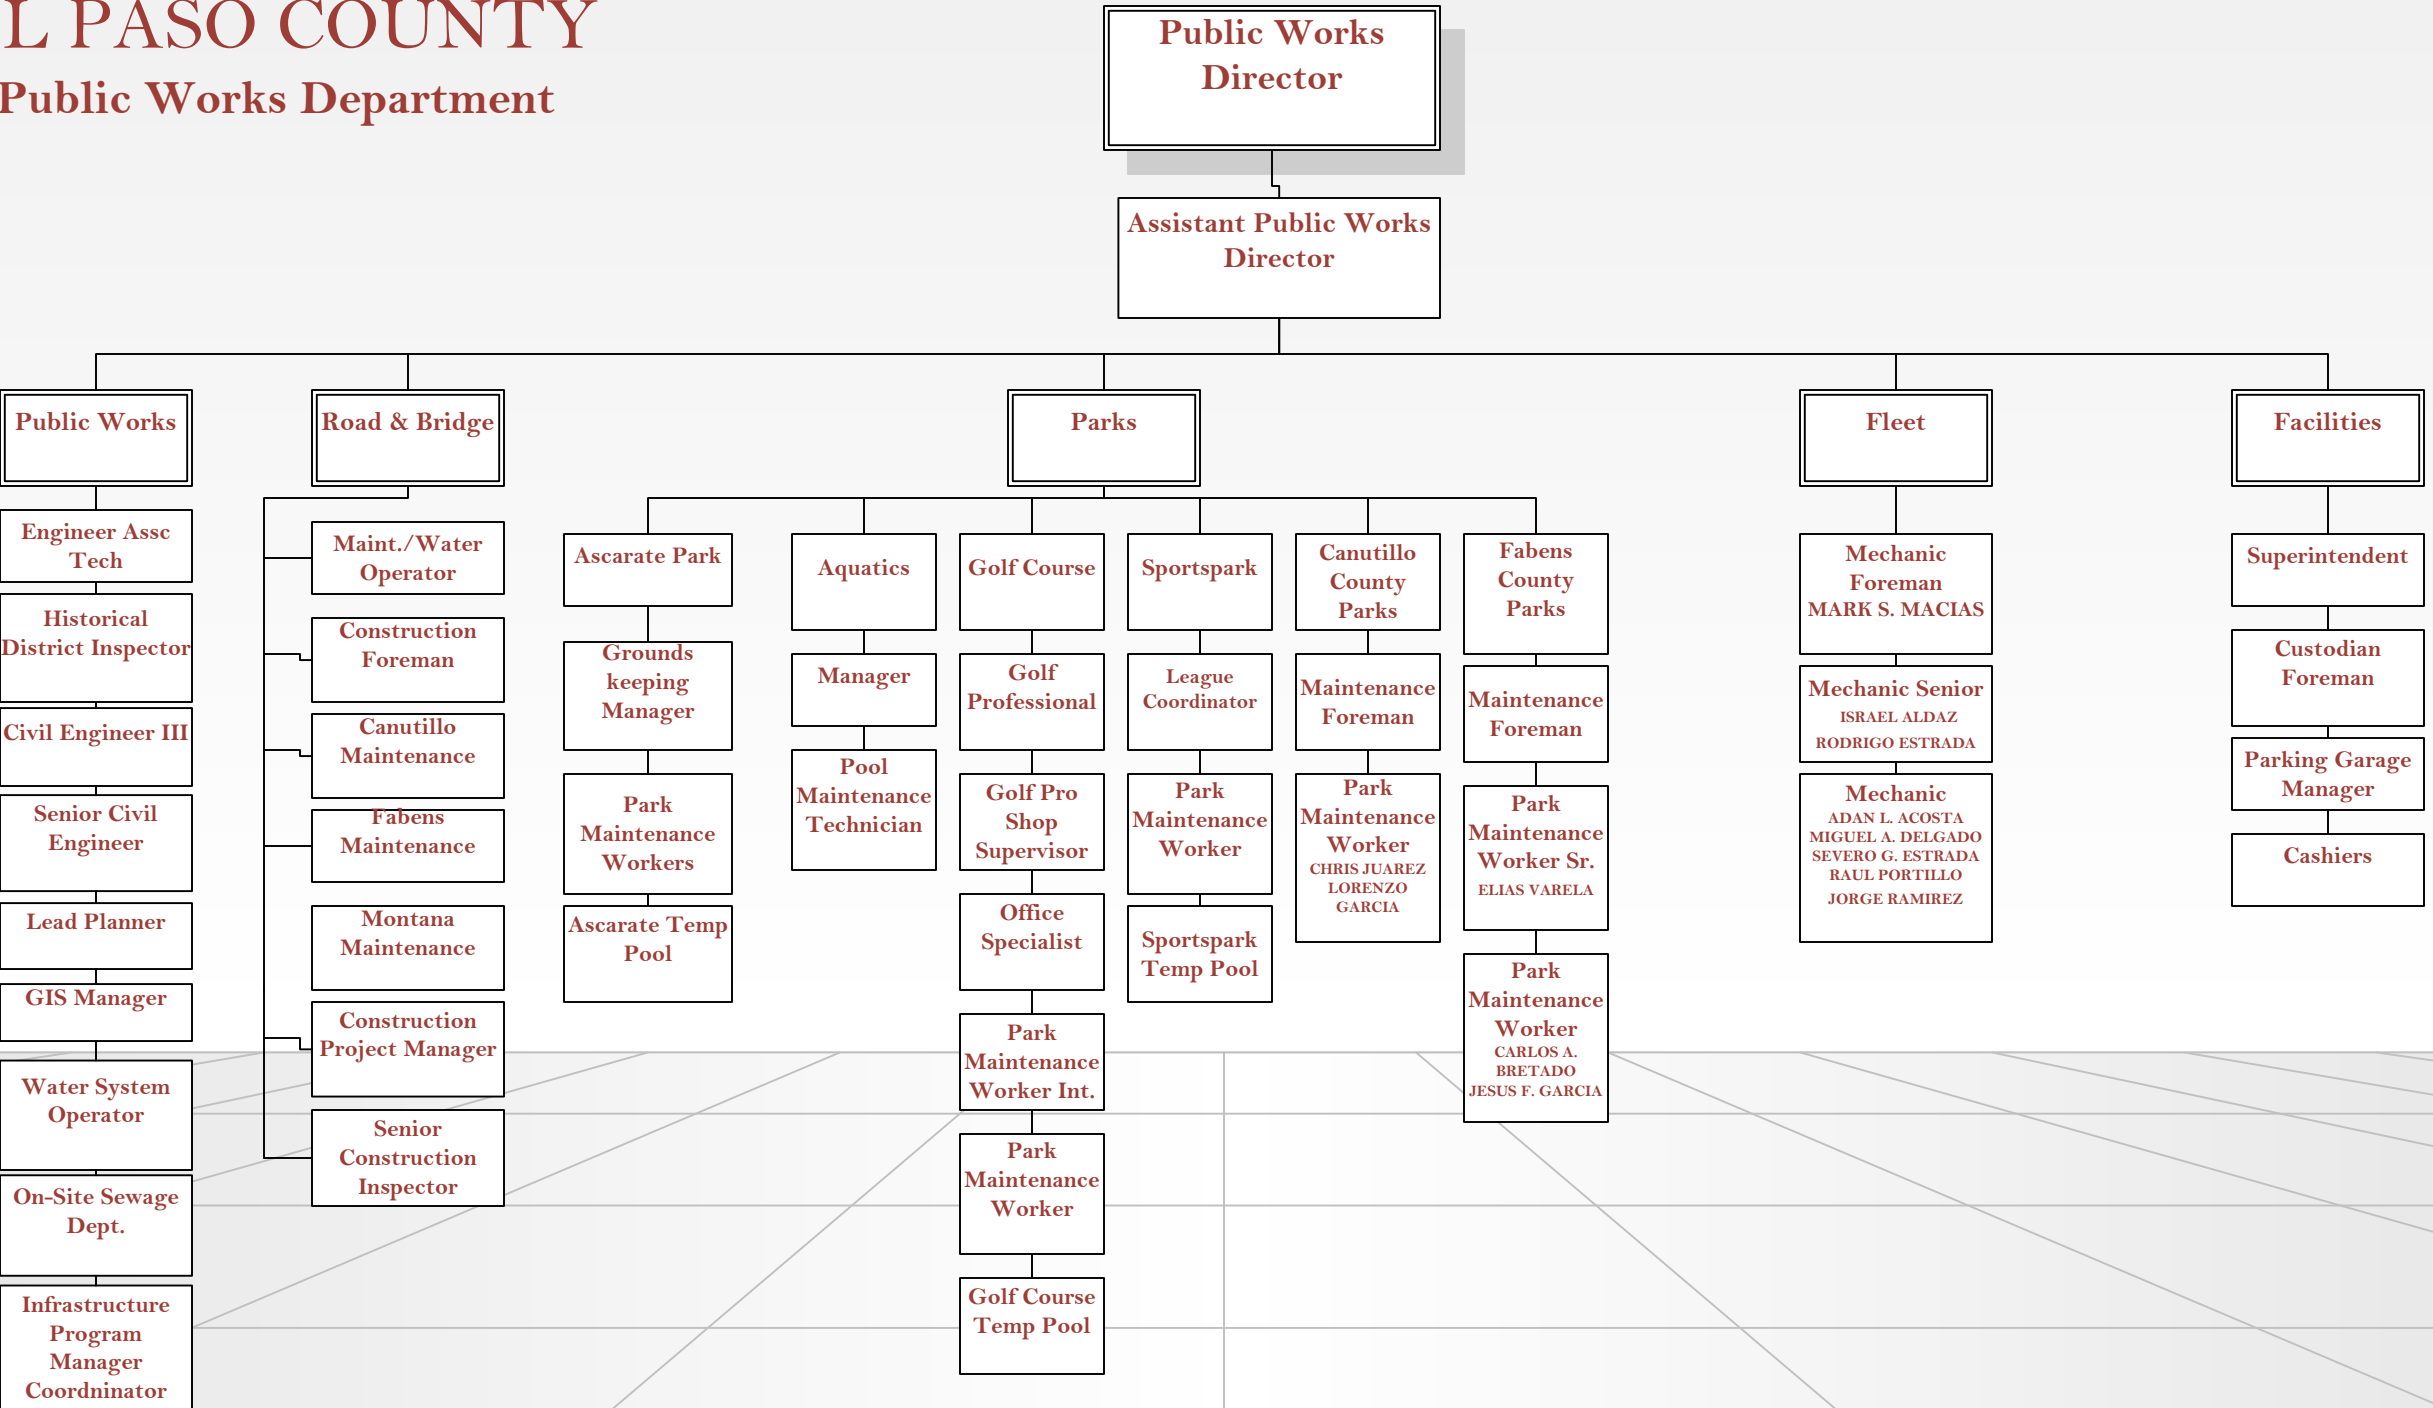 L PASO COUNTY
Public Works Department
Public Works
Director
Assistant Public Works
Director
Public Works
Road & Bridge
Parks
Fleet
Facilities
Engineer Assc
Tech
Historical
District Inspector
Civil Engineer III
Senior Civil
Engineer
Lead Planner
GIS Manager
Water System
Operator
On-Site Sewage
Dept.
Infrastructure
Program
Manager
Coordninator
Maint./Water
Operator
Construction
Foreman
Canutillo
Maintenance
Fabens
Maintenance
Montana
Maintenance
Construction
Project Manager
Senior
Construction
Inspector
Ascarate Park
Grounds
keeping
Manager
Park
Maintenance
Workers
Ascarate Temp
Pool
Aquatics
Manager
Pool
Maintenance
Technician
Golf Course
Golf
Professional
Golf Pro
Shop
Supervisor
Office
Specialist
Park
Maintenance
Worker Int.
Park
Maintenance
Worker
Golf Course
Temp Pool
Sportspark
League
Coordinator
Park
Maintenance
Worker
Sportspark
Temp Pool
Canutillo
County
Parks
Maintenance
Foreman
Park
Maintenance
Worker
CHRIS JUAREZ
LORENZO
GARCIA
Fabens
County
Parks
Maintenance
Foreman
Park
Maintenance
Worker Sr.
ELIAS VARELA
Park
Maintenance
Worker
CARLOS A.
BRETADO
JESUS F. GARCIA
Mechanic
Foreman
MARK S. MACIAS
Mechanic Senior
ISRAEL ALDAZ
RODRIGO ESTRADA
Mechanic
ADAN L. ACOSTA
MIGUEL A. DELGADO
SEVERO G. ESTRADA
RAUL PORTILLO
JORGE RAMIREZ
Superintendent
Custodian
Foreman
Parking Garage
Manager
Cashiers